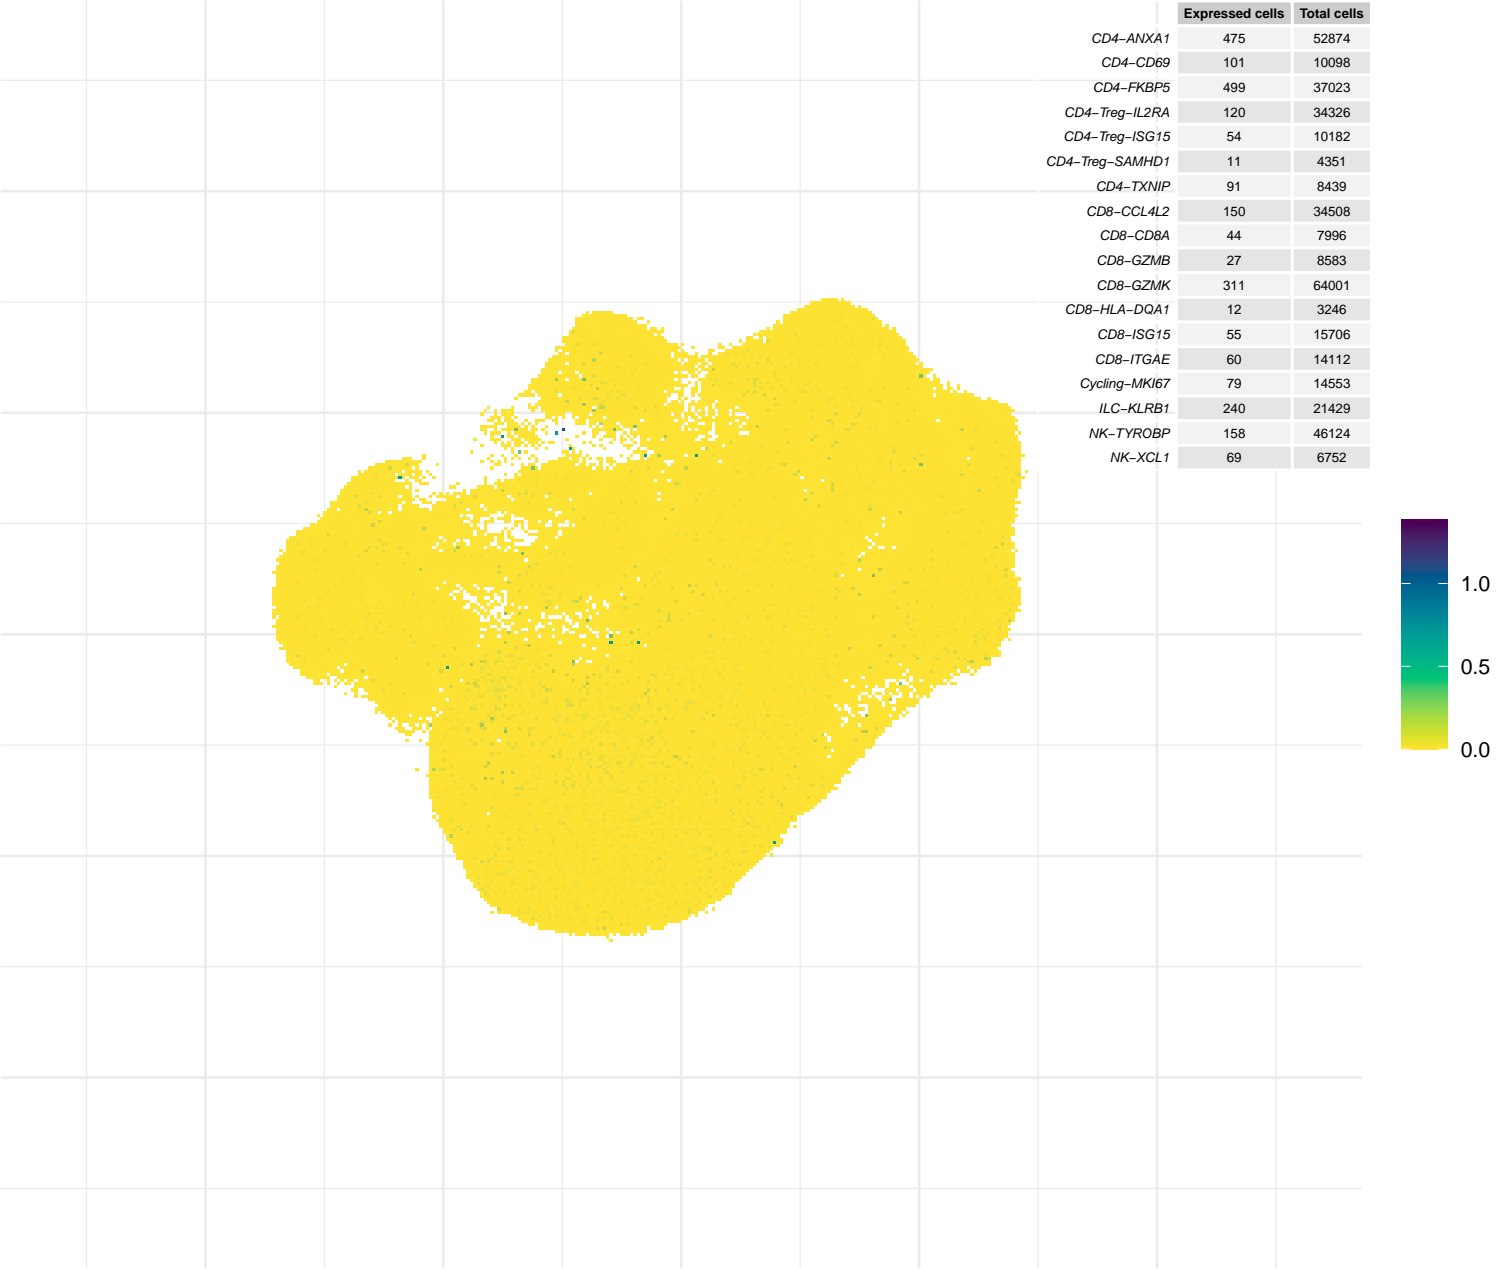 Expressed cells Total cells
CD4−ANXA1 475 52874
CD4−CD69 101 10098
CD4−FKBP5 499 37023
CD4−Treg−IL2RA 120 34326
CD4−Treg−ISG15 54 10182
CD4−Treg−SAMHD1 11 4351
CD4−TXNIP 91 8439
CD8−CCL4L2 150 34508
CD8−CD8A 44 7996
CD8−GZMB 27 8583
CD8−GZMK 311 64001
CD8−HLA−DQA1 12 3246
CD8−ISG15 55 15706
CD8−ITGAE 60 14112
Cycling−MKI67 79 14553
ILC−KLRB1 240 21429
NK−TYROBP 158 46124
NK−XCL1 69 6752
1.0
0.5
0.0